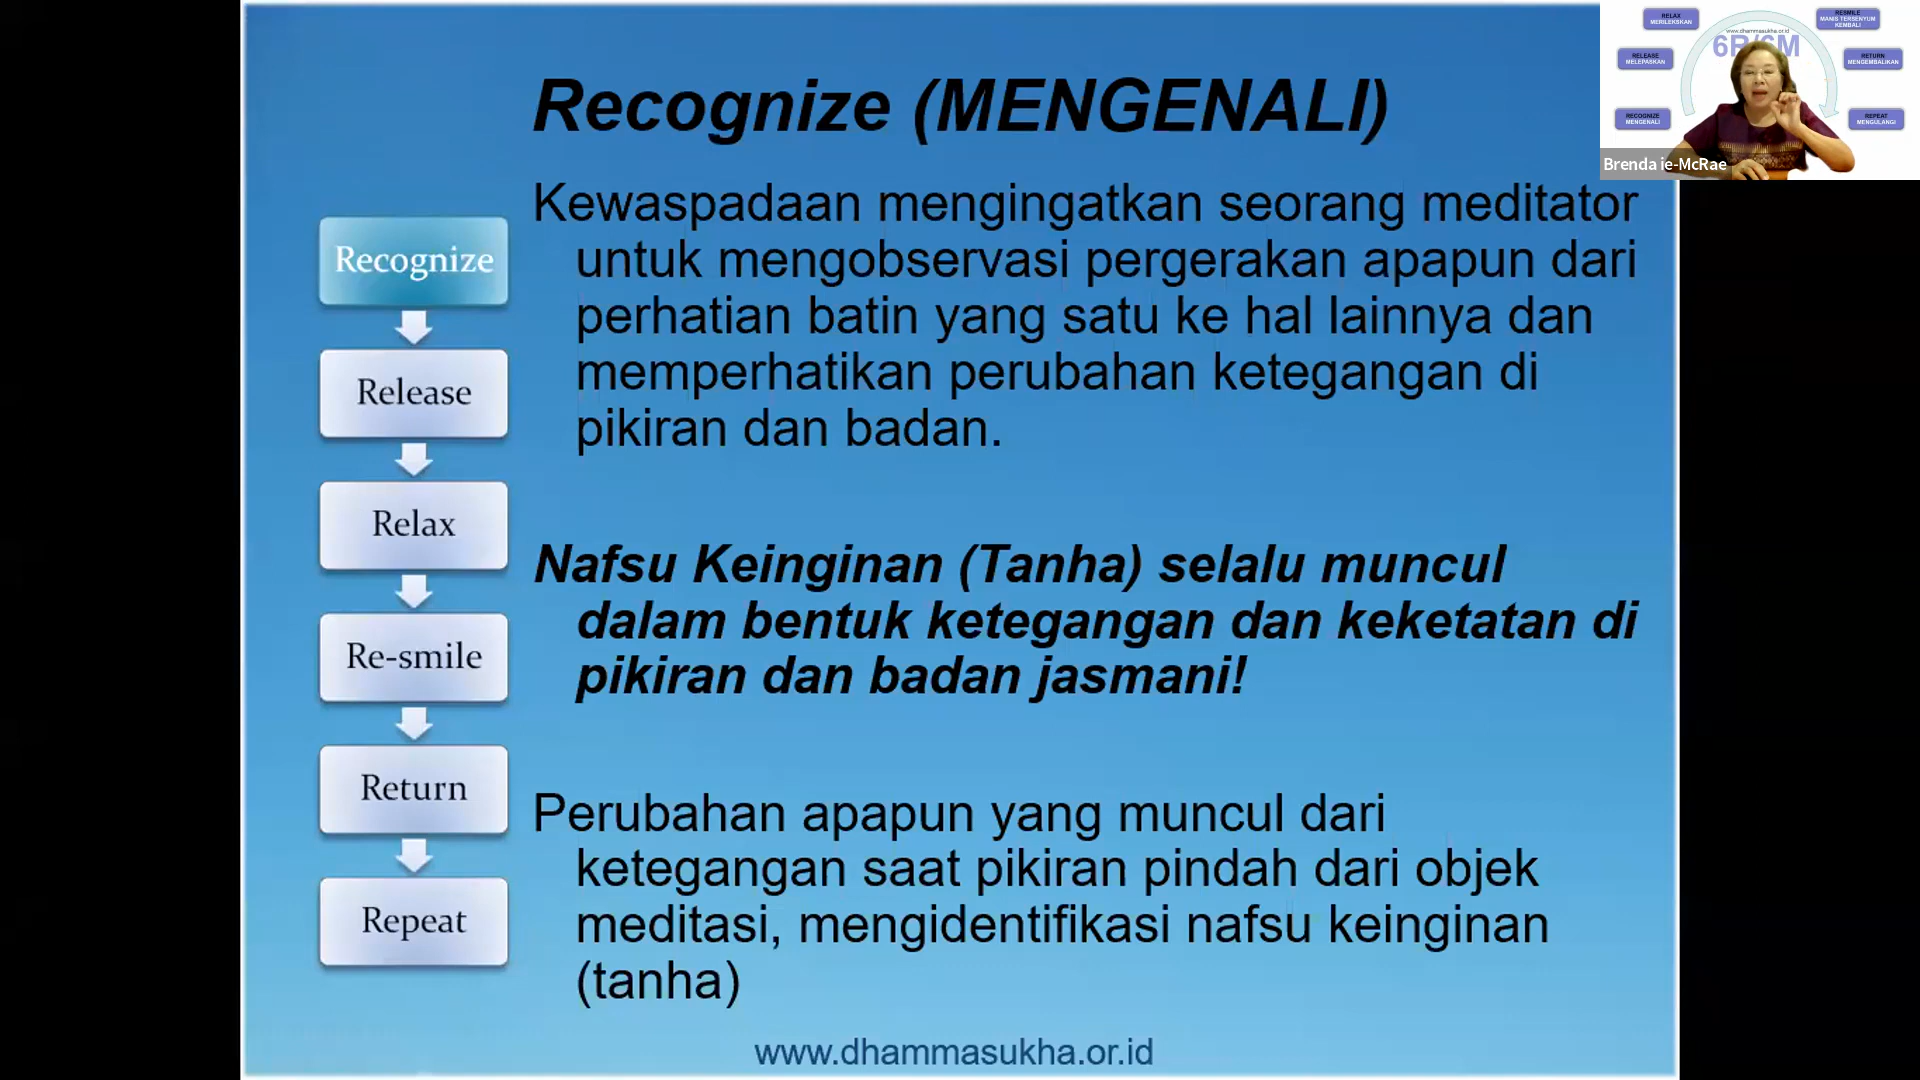 Recognize (MENGENALI)
Kewaspadaan mengingatkan seorang meditator
untuk mengobservasi pergerakan apapun dari
perhatian batin yang satu ke hal lainnya dan
memperhatikan perubahan ketegangan di
pikiran dan badan.
Nafsu Keinginan (Tanha) selalu muncul
dalam bentuk ketegangan dan keketatan di
pikiran dan badan jasmani!
Perubahan apapun yang muncul dari
ketegangan saat pikiran pindah dari objek
meditasi, mengidentifikasi nafsu keinginan
(tanha)
Recognize
Release
Relax
Re-smile
Return
Repeat
www.dhammasukha.or.id
RELAX
MERILEKSKAN
RESMILE
MANIS TERSENYUM
KEMBALI
www.dhammasukha.or.id
RELEASE
MELEPASKAN
RETURN
MENGEMBALIKAN
RECOGNIZE
MENGENALI
REPEAT
MENGULANGI
Brenda ie-McRae